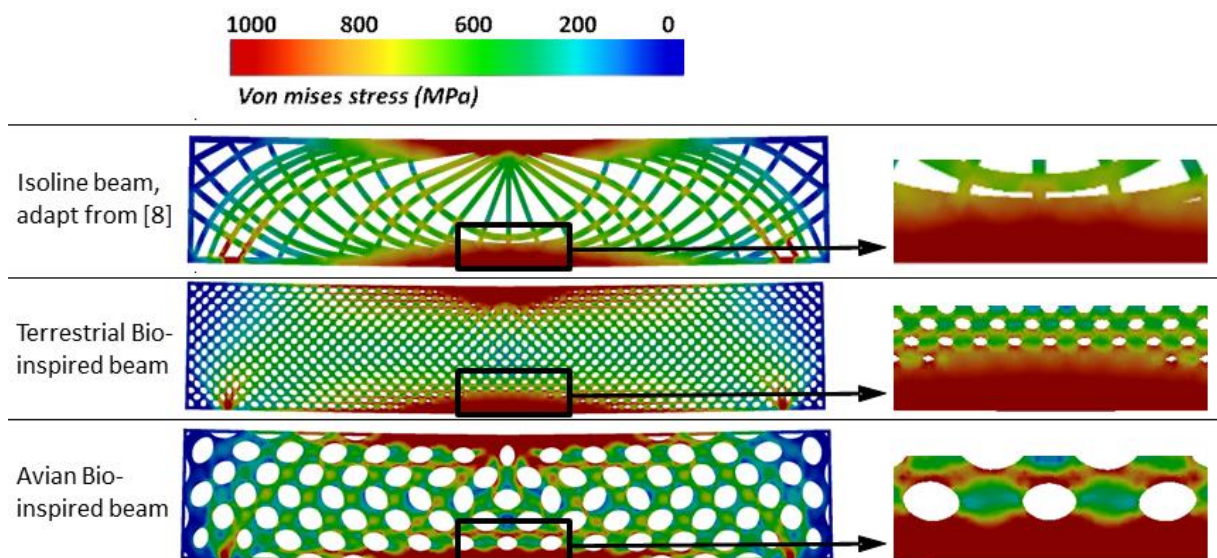 1000 800 600 200 0
Von mises stress (MPa)
Isoline beam,
adapt from [8]
Terrestrial Bio-
inspired beam
Avian Bio-
inspired beam